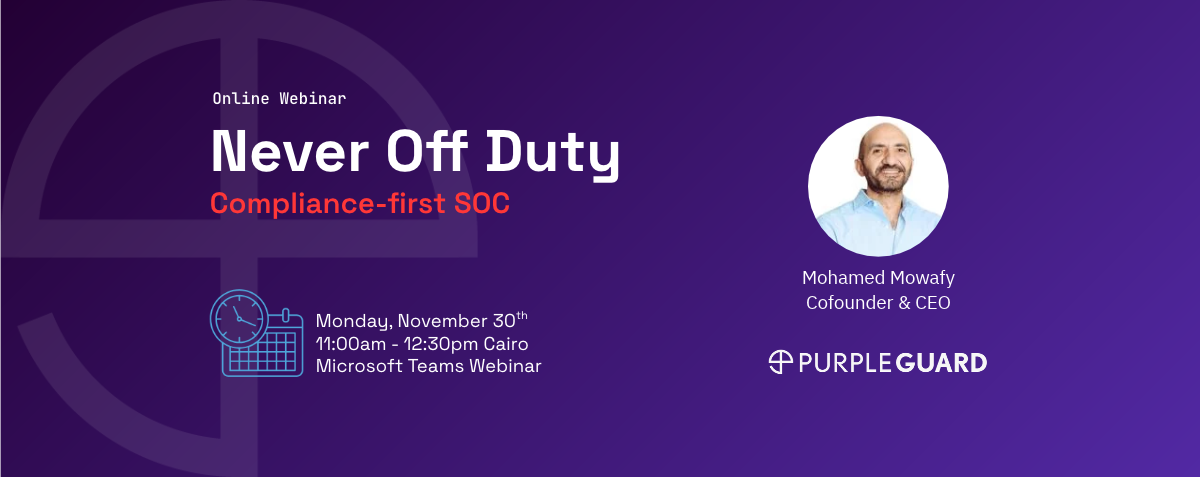 Online Webinar
Never Off Duty
Compliance-first SOC
Monday, November 30th
11:00am - 12:30pm Cairo
Microsoft Teams Webinar
Mohamed Mowafy
Cofounder & CEO
PURPLEGUARD